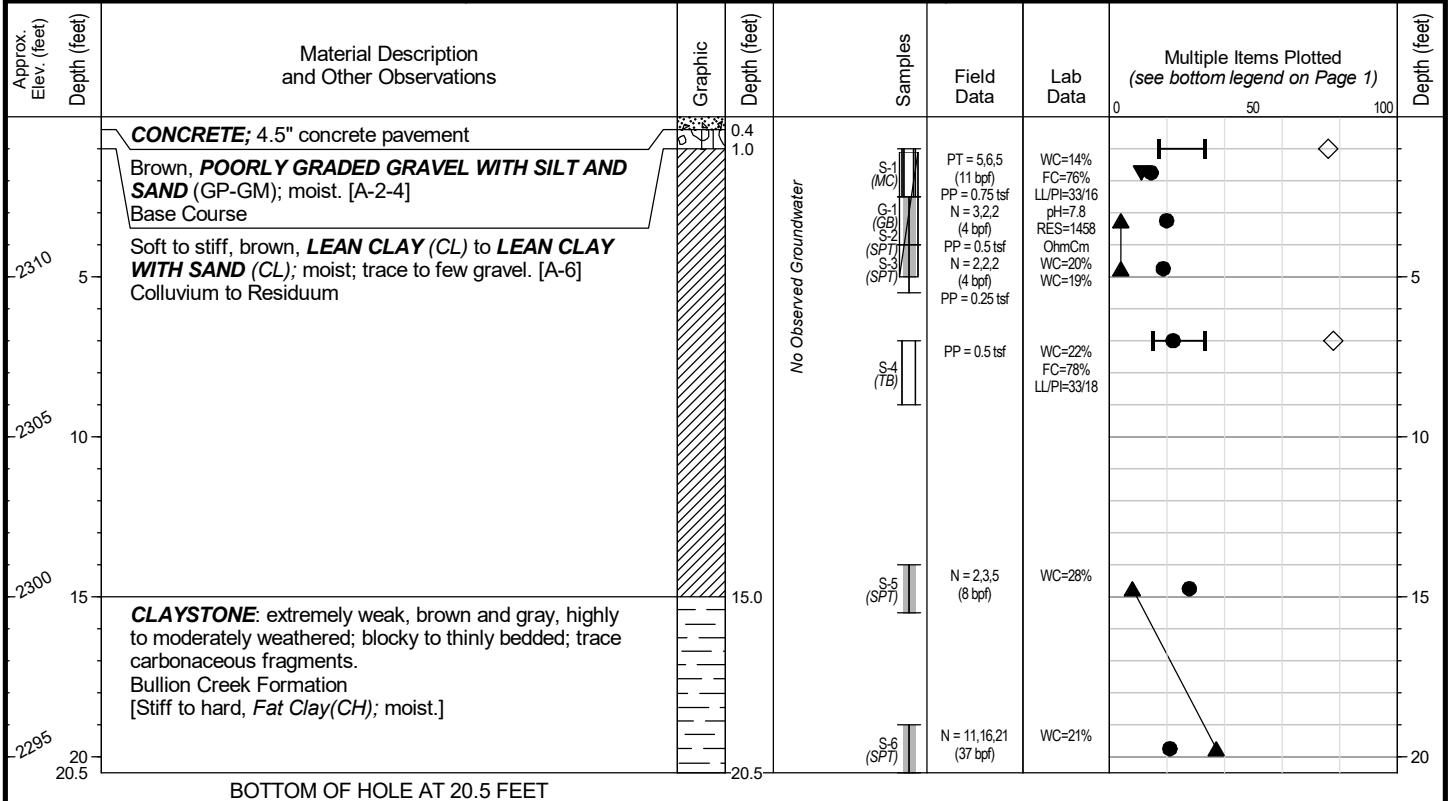 Approx.
Elev. (feet)
Depth (feet)
Material Description
and Other Observations
Graphic
Depth (feet)
Samples
Field
Data
Lab
Data
Multiple Items Plotted
(see bottom legend on Page 1)
0 50 100
Depth (feet)
CONCRETE; 4.5" concrete pavement
0.4
1.0
Brown, POORLY GRADED GRAVEL WITH SILT AND
SAND (GP-GM); moist. [A-2-4]
Base Course
Soft to stiff, brown, LEAN CLAY (CL) to LEAN CLAY
WITH SAND (CL); moist; trace to few gravel. [A-6]
Colluvium to Residuum
2310
5
2305
10
2300
15
15.0
CLAYSTONE: extremely weak, brown and gray, highly
to moderately weathered; blocky to thinly bedded; trace
carbonaceous fragments.
Bullion Creek Formation
[Stiff to hard, Fat Clay(CH); moist.]
2295
20
20.5
20.5
BOTTOM OF HOLE AT 20.5 FEET
No Observed Groundwater
S-1
(MC)
G-1
(GB)
S-2
(SPT)
S-3
(SPT)
S-4
(TB)
S-5
(SPT)
S-6
(SPT)
PT = 5,6,5
(11 bpf)
PP = 0.75 tsf
N = 3,2,2
(4 bpf)
PP = 0.5 tsf
N = 2,2,2
(4 bpf)
PP = 0.25 tsf
PP = 0.5 tsf
N = 2,3,5
(8 bpf)
N = 11,16,21
(37 bpf)
WC=14%
FC=76%
LL/PI=33/16
pH=7.8
RES=1458
OhmCm
WC=20%
WC=19%
WC=22%
FC=78%
LL/PI=33/18
WC=28%
WC=21%
5
10
15
20